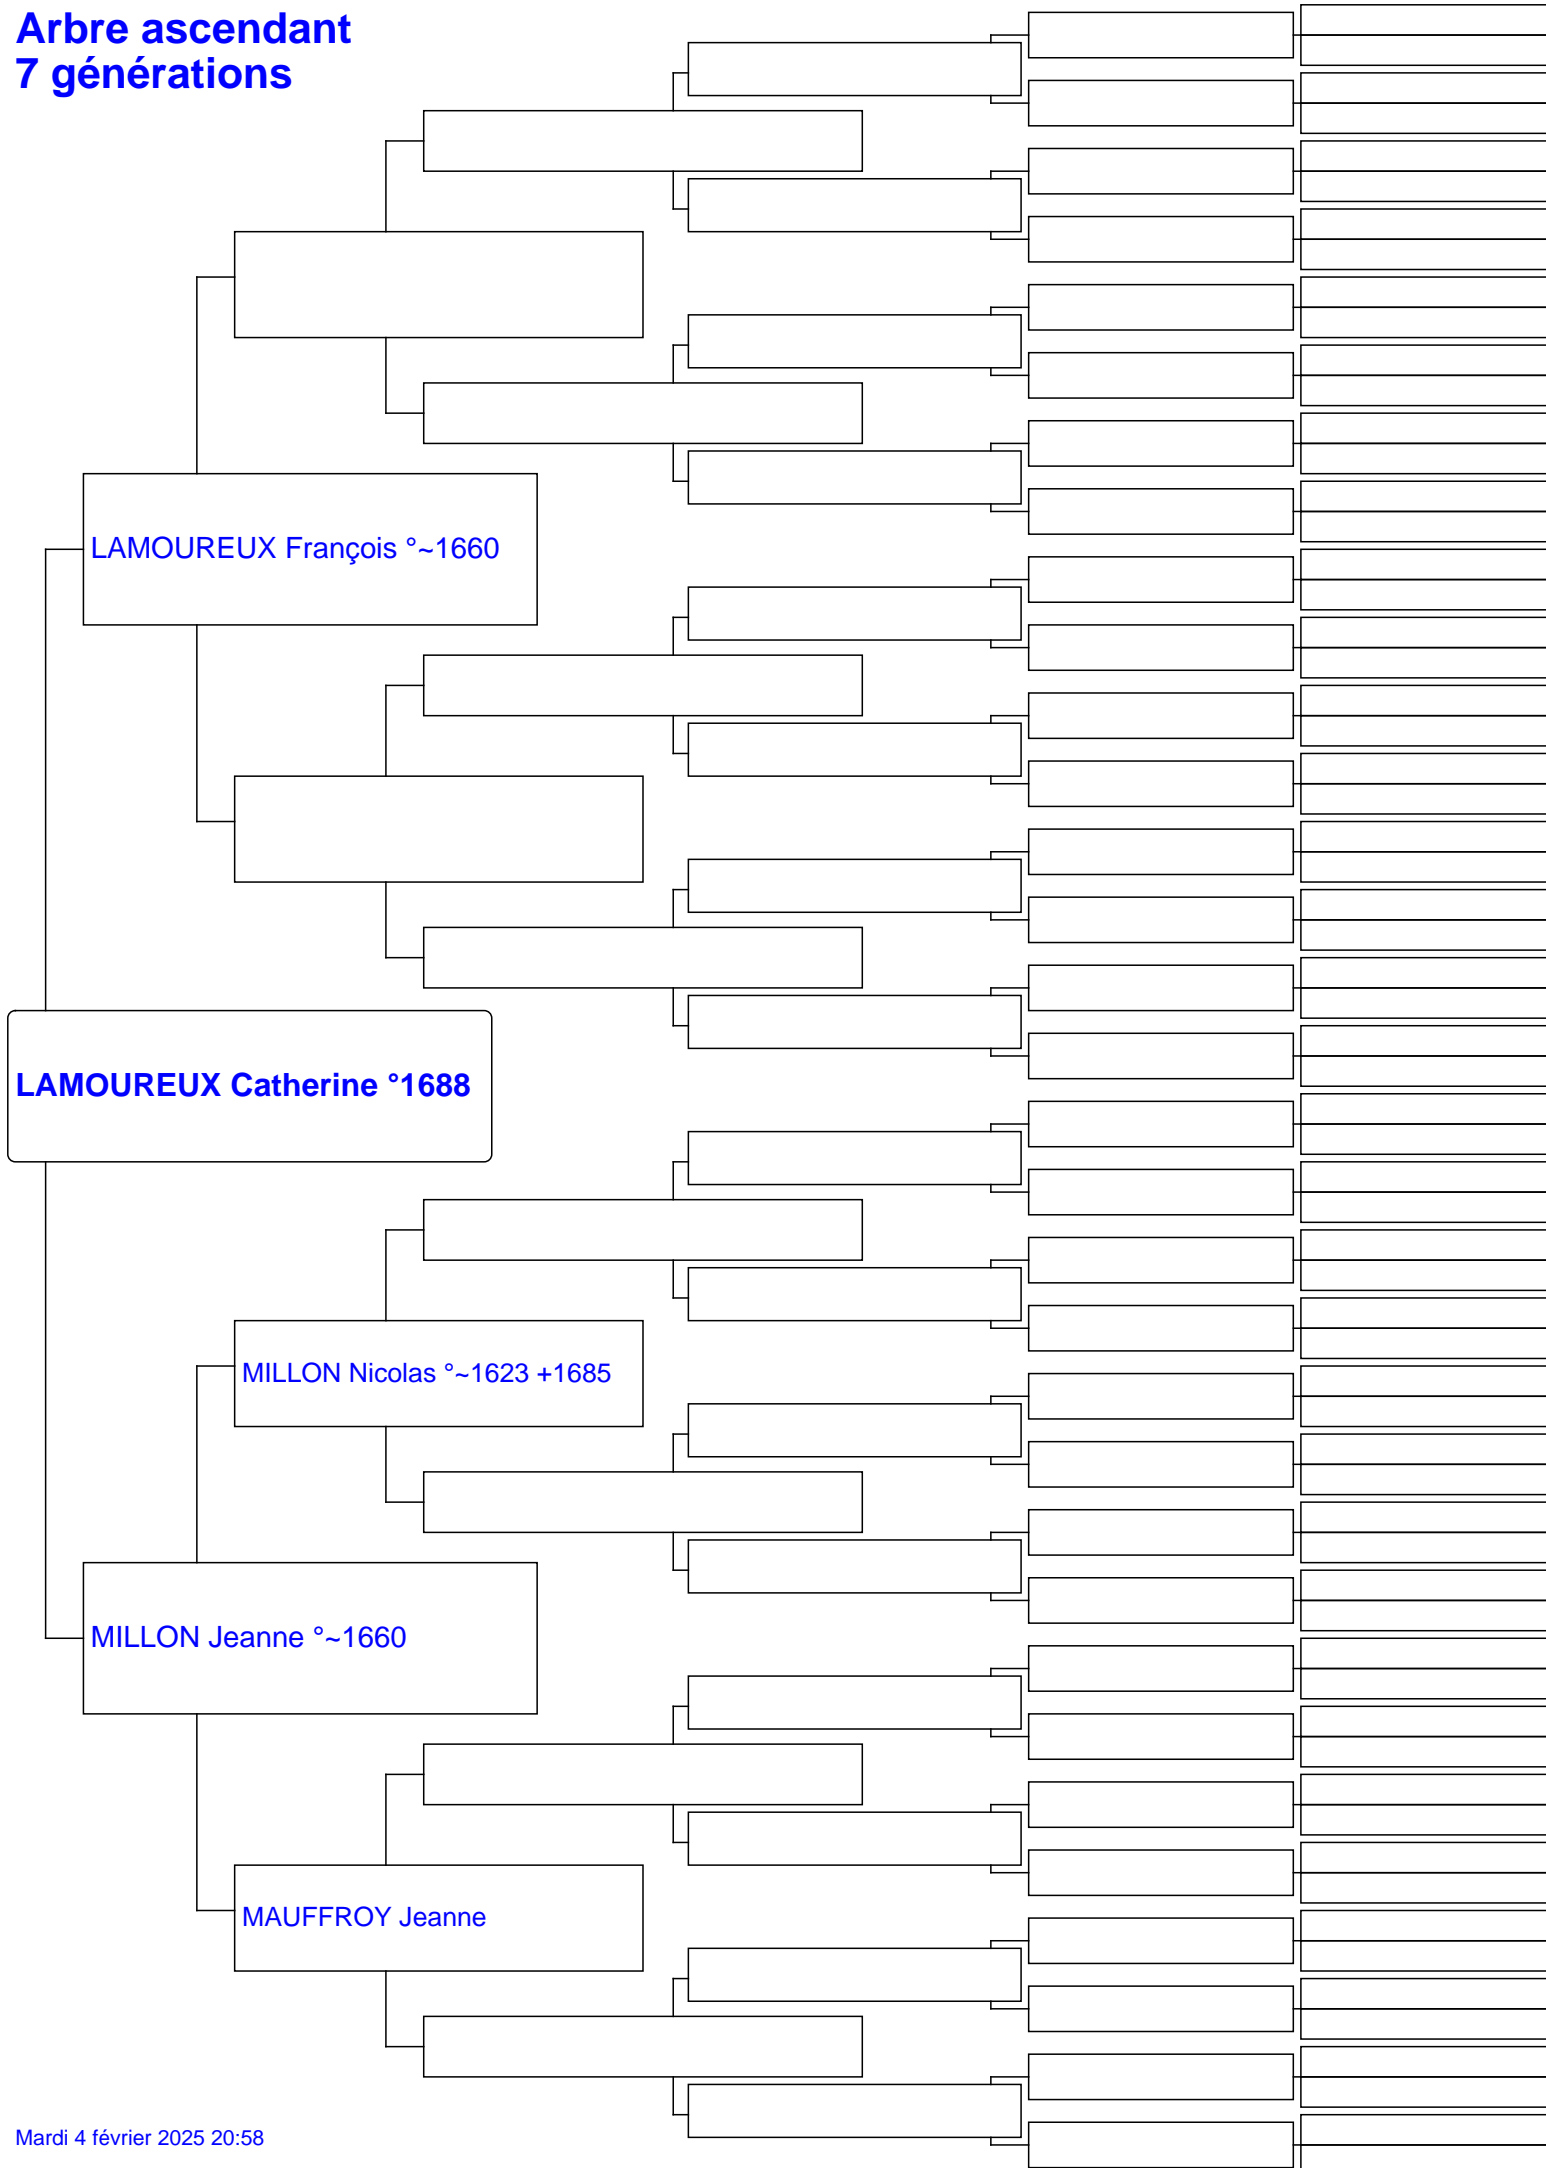 Arbre ascendant
7 générations
LAMOUREUX François °~1660
LAMOUREUX Catherine °1688
MILLON Nicolas °~1623 +1685
MILLON Jeanne °~1660
MAUFFROY Jeanne
Mardi 4 février 2025 20:58